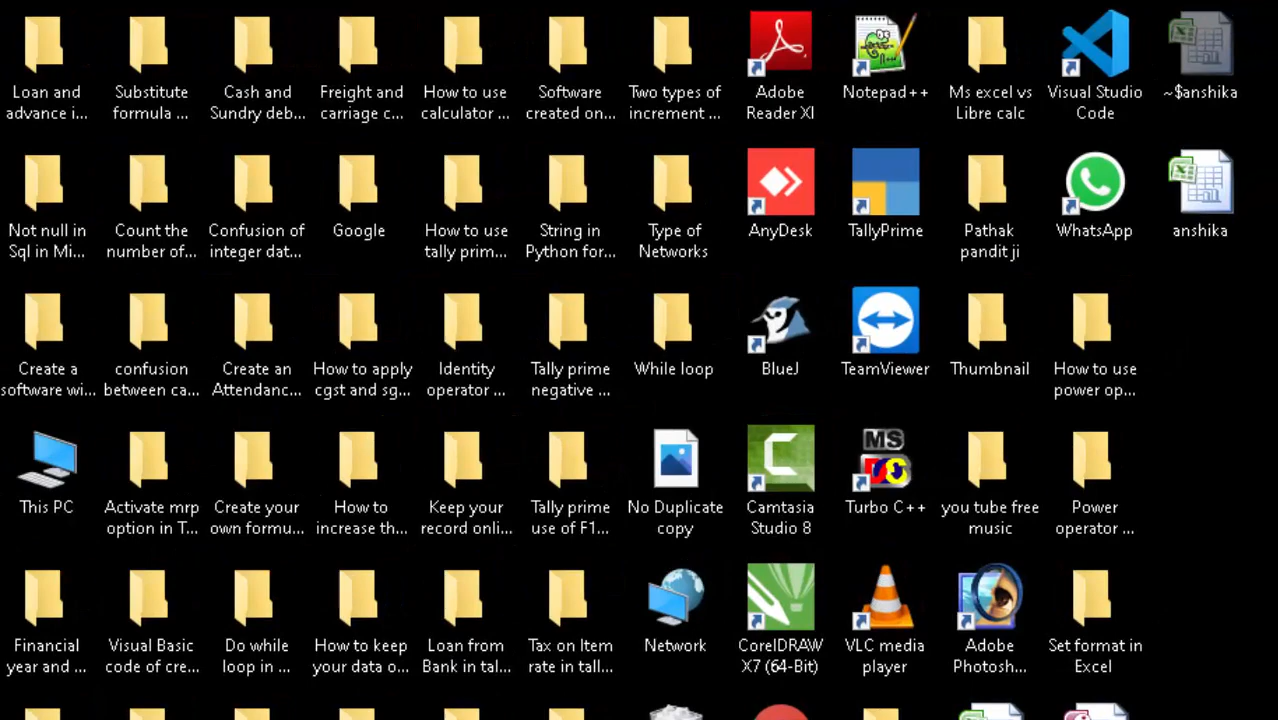 Loan and
advance i...
Substitute
formula ...
Cash and
Sundry deb...
Freight and
carriage c...
How to use
calculator ...
Software
created on...
Two types of
increment ...
Adobe
Reader XI
Notepad++
Ms excel vs
Libre calc
Visual Studio
Code
~$anshika
Not null in
Sql in Mi...
Count the
number of...
Confusion of
integer dat...
Google
How to use
tally prim...
String in
Python for...
Type of
Networks
AnyDesk
TallyPrime
Pathak
pandit ji
WhatsApp
anshika
Create a
software wi...
confusion
between ca...
Create an
Attendanc...
How to apply
cgst and sg...
Identity
operator ...
Tally prime
negative ...
While loop
BlueJ
TeamViewer
Thumbnail
How to use
power op...
This PC
Activate mrp
option in T...
Create your
own formu...
How to
increase th...
Keep your
record onli...
Tally prime
use of F1...
No Duplicate
copy
Camtasia
Studio 8
MS
Turbo C++
you tube free
music
Power
operator ...
Financial
year and ...
Visual Basic
code of cre...
Do while
loop in ...
How to keep
your data o...
Loan from
Bank in tal...
Tax on Item
rate in tall...
Network
CorelDRAW
X7 (64-Bit)
VLC media
player
Adobe
Photosh...
Set format in
Excel